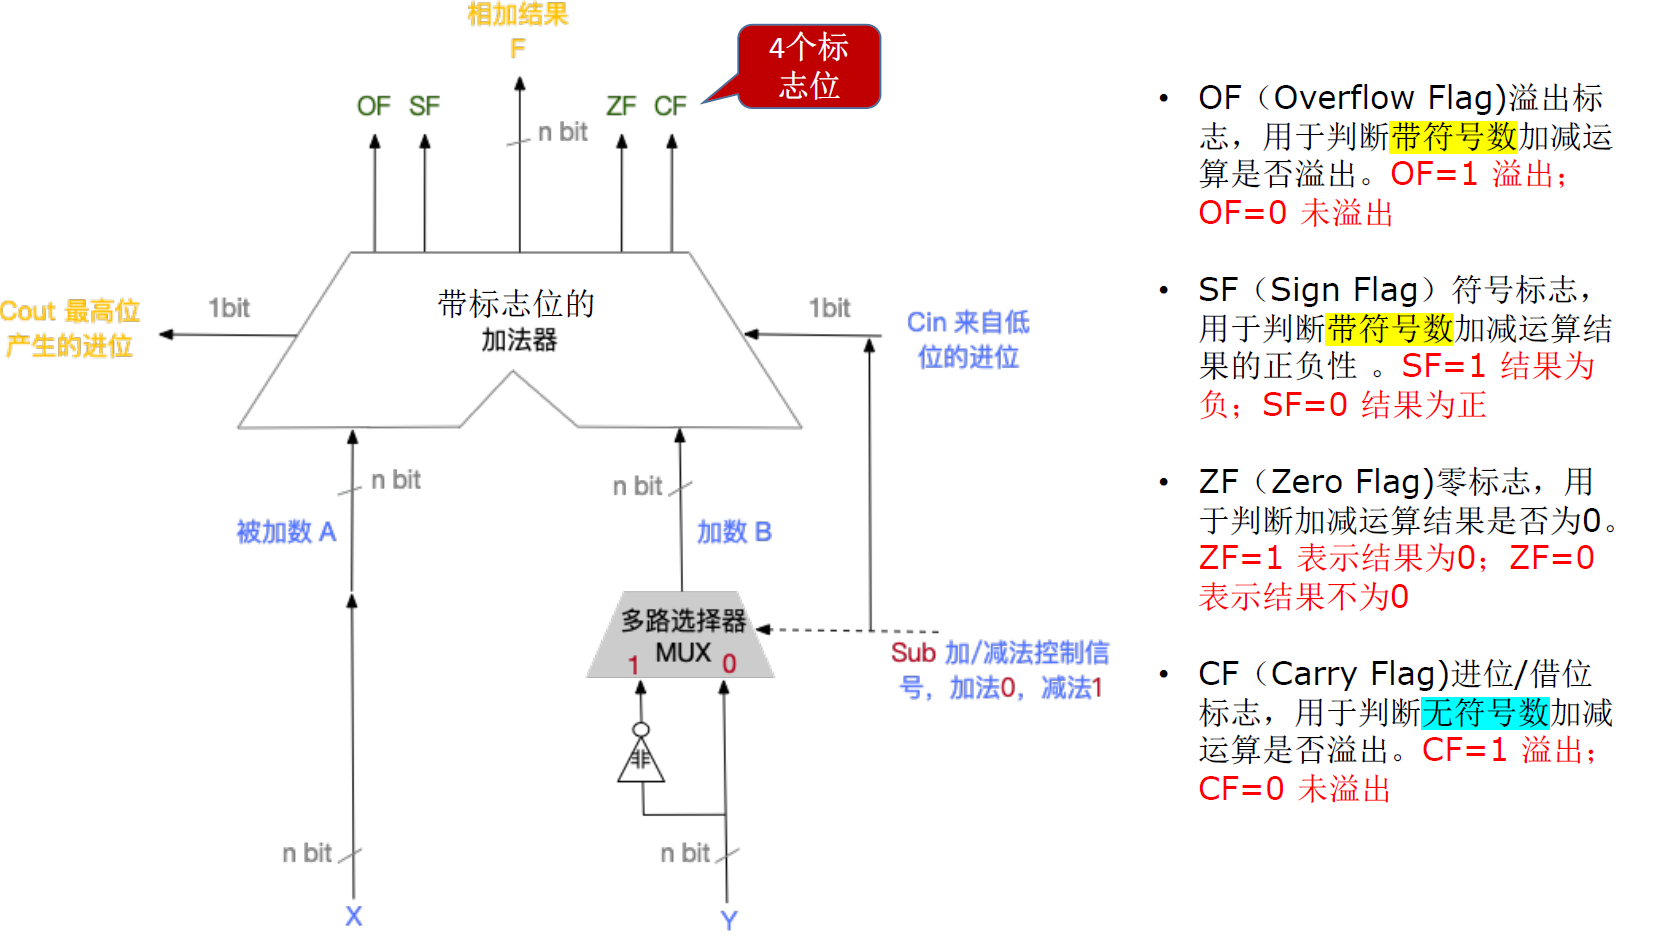 相加结果
F
4个标
志位
OF SF
ZF CF
n bit
带标志位的
加法器
1bit
1bit
Cout 最高位
产生的进位
Cin 来自低
位的进位
n bit
n bit
被加数 A
加数 B
多路选择器
MUX
1
0
Sub 加/减法控制信
号，加法0，减法1
非
n bit
n bit
X
Y
• OF（Overflow Flag)溢出标
志，用于判断带符号数加减运
算是否溢出。OF=1 溢出；
OF=0 未溢出
• SF（Sign Flag）符号标志，
用于判断带符号数加减运算结
果的正负性 。SF=1 结果为
负；SF=0 结果为正
• ZF（Zero Flag)零标志，用
于判断加减运算结果是否为0。
ZF=1 表示结果为0；ZF=0
表示结果不为0
• CF（Carry Flag)进位/借位
标志，用于判断无符号数加减
运算是否溢出。CF=1 溢出；
CF=0 未溢出